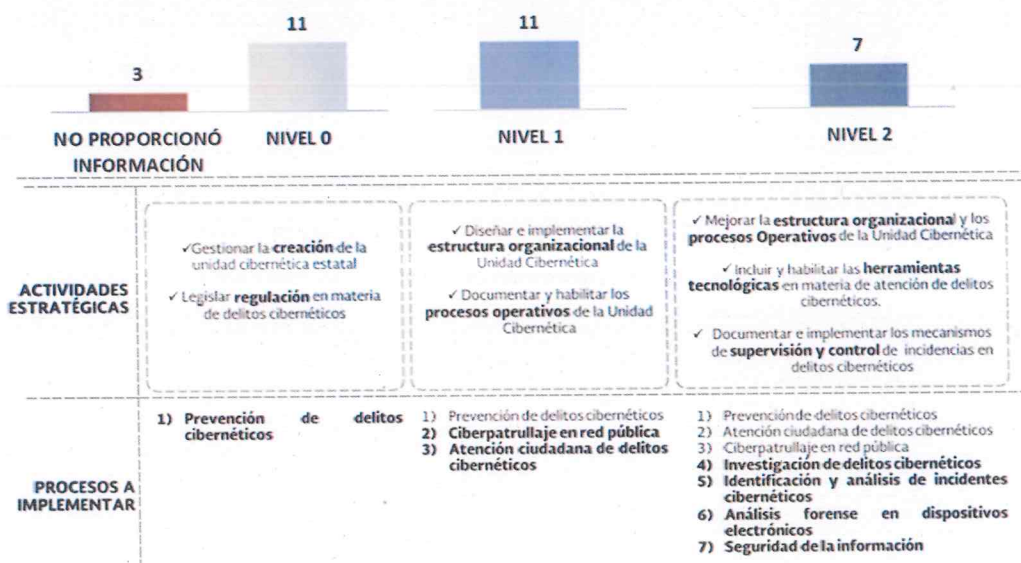 3
11
11
7
NO PROPORCIONÓ
INFORMACIÓN
NIVEL 0
NIVEL 1
NIVEL 2
ACTIVIDADES
ESTRATÉGICAS
✓Gestionar la creación de la
unidad cibernética estatal
✓ Legislar regulación en materia
de delitos cibernéticos
✓ Diseñar e implementar la
estructura organizacional de la
Unidad Cibernética
✓ Documentar y habilitar los
procesos operativos de la Unidad
Cibernética
✓ Mejorar la estructura organizacional y los
procesos Operativos de la Unidad Cibernética
✓ Incluir y habilitar las herramientas
tecnológicas en materia de atención de delitos
cibernéticos.
✓ Documentar e implementar los mecanismos
de supervisión y control de incidencias en
delitos cibernéticos
PROCESOS A
IMPLEMENTAR
1) Prevención de delitos
cibernéticos
1) Prevención de delitos cibernéticos
2) Ciberpatrullaje en red pública
3) Atención ciudadana de delitos
cibernéticos
1) Prevención de delitos cibernéticos
2) Atención ciudadana de delitos cibernéticos
3) Ciberpatrullaje en red pública
4) Investigación de delitos cibernéticos
5) Identificación y análisis de incidentes
cibernéticos
6) Análisis forense en dispositivos
electrónicos
7) Seguridad de la información